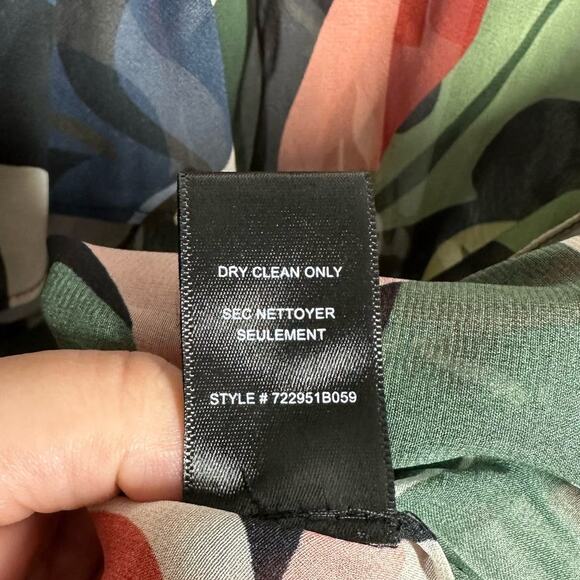 DRY CLEAN ONLY
SEC NETTOYER
SEULEMENT
STYLE # 722951B059